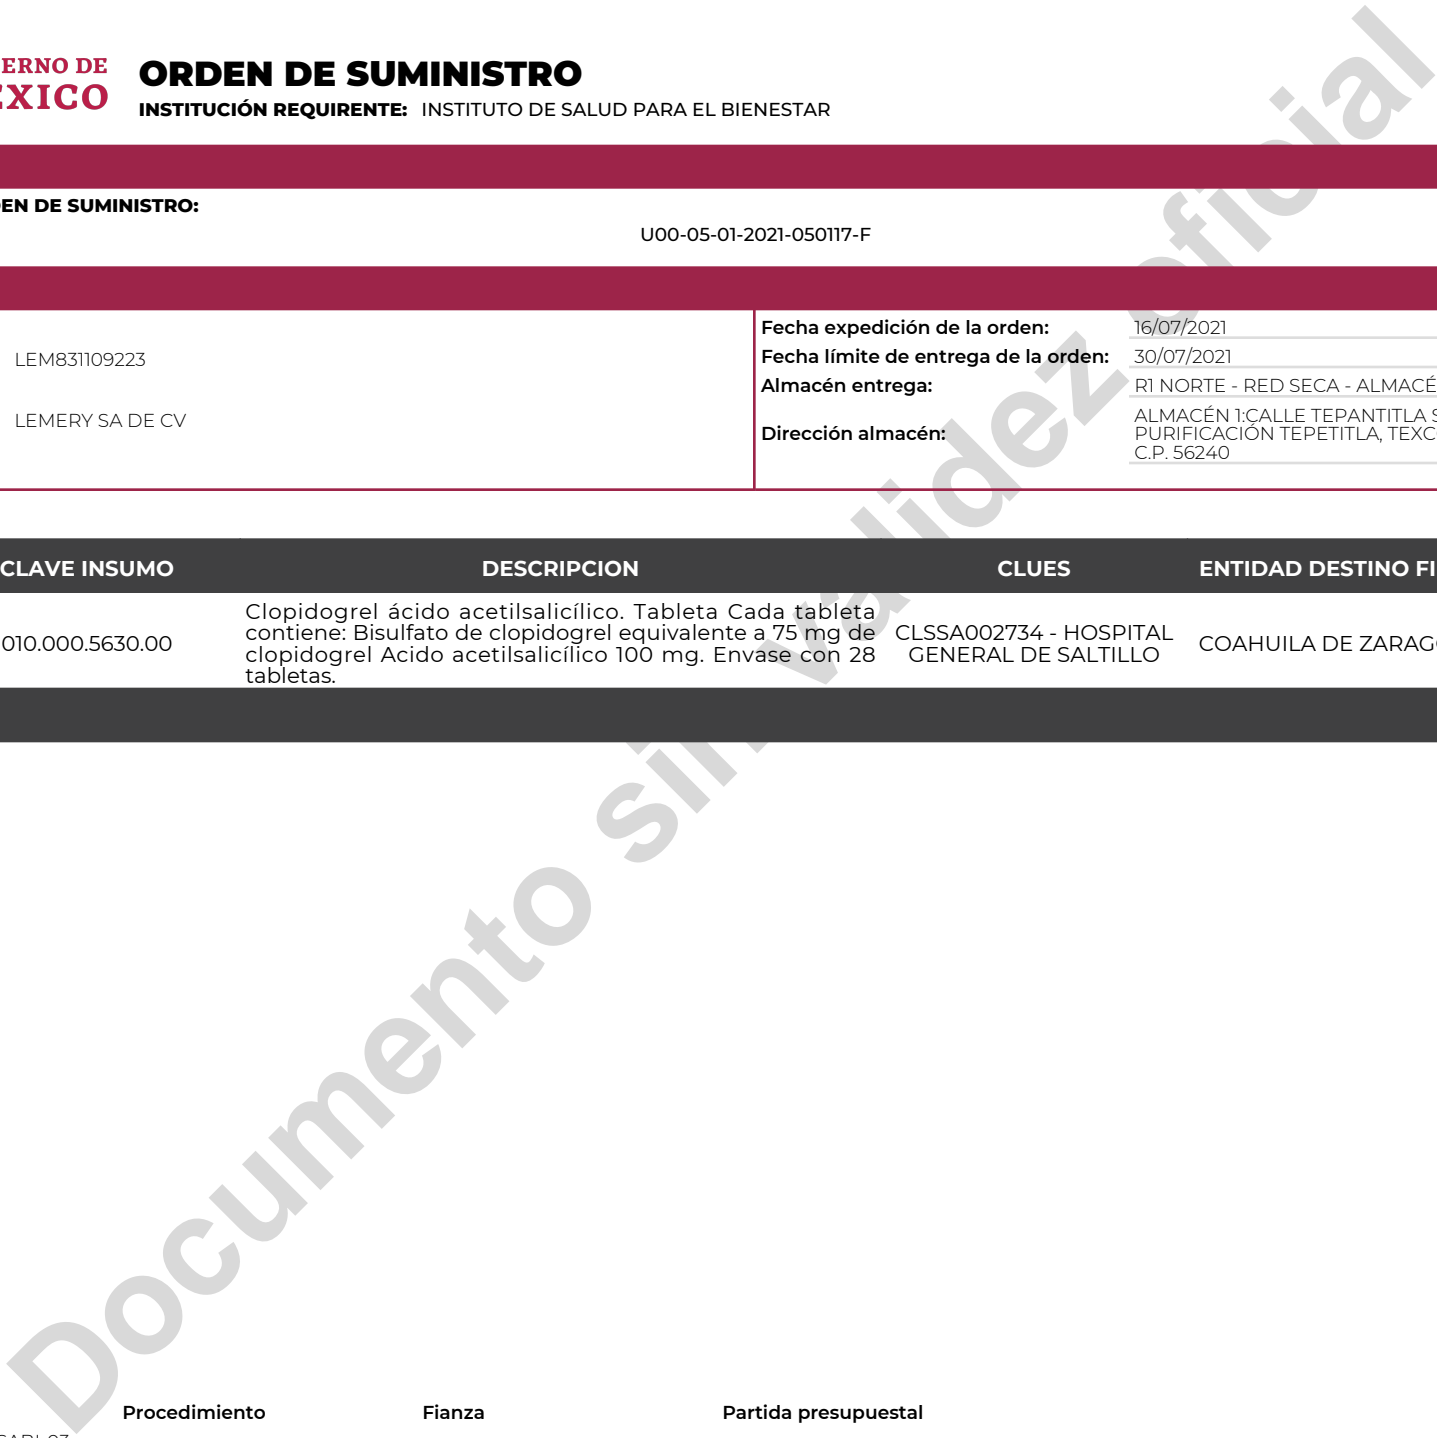 ERNO DE
ORDEN DE SUMINISTRO
EXICO
INSTITUCIÓN REQUIRENTE: INSTITUTO DE SALUD PARA EL BIENESTAR
EN DE SUMINISTRO:
U00-05-01-2021-050117-F
LEM831109223
LEMERY SA DE CV
Fecha expedición de la orden: 16/07/2021
Fecha límite de entrega de la orden: 30/07/2021
Almacén entrega: R1 NORTE - RED SECA - ALMACÉ
Dirección almacén:
ALMACÉN 1:CALLE TEPANTITLA S
PURIFICACIÓN TEPETITLA, TEXC
C.P. 56240
CLAVE INSUMO DESCRIPCION CLUES ENTIDAD DESTINO FI
010.000.5630.00
Clopidogrel ácido acetilsalicílico. Tableta Cada tableta
contiene: Bisulfato de clopidogrel equivalente a 75 mg de
clopidogrel Acido acetilsalicílico 100 mg. Envase con 28
tabletas.
CLSSA002734 - HOSPITAL
GENERAL DE SALTILLO
COAHUILA DE ZARAG
Documento sin validez oficial
Procedimiento Fianza Partida presupuestal